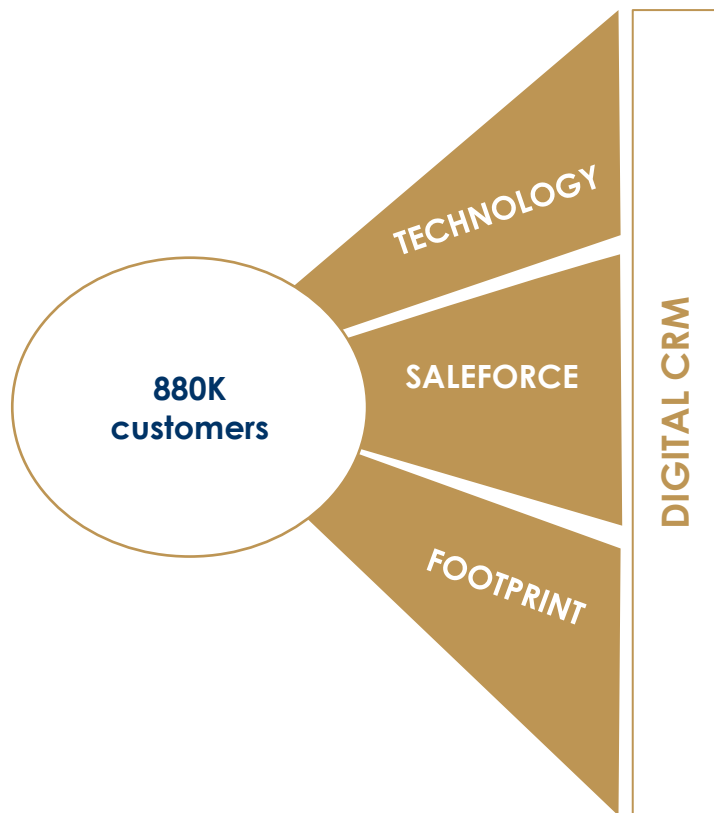 TECHNOLOGY
880K
customers
SALEFORCE
FOOTPRINT
DIGITAL CRM